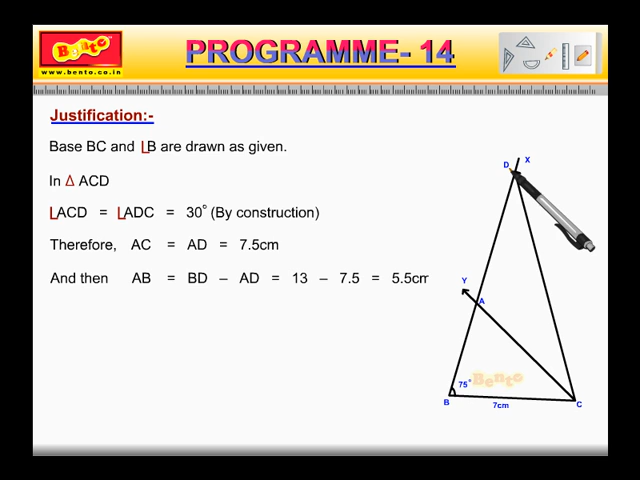 Bento
www.bento.co.in
PROGRAMME- 14
Justification:-
Base BC and ∠B are drawn as given.
In Δ ACD
∠ACD = ∠ADC = 30° (By construction)
Therefore, AC = AD = 7.5cm
And then AB = BD – AD = 13 – 7.5 = 5.5cm
X
D
Y
A
75°
Bento
B
7cm
C